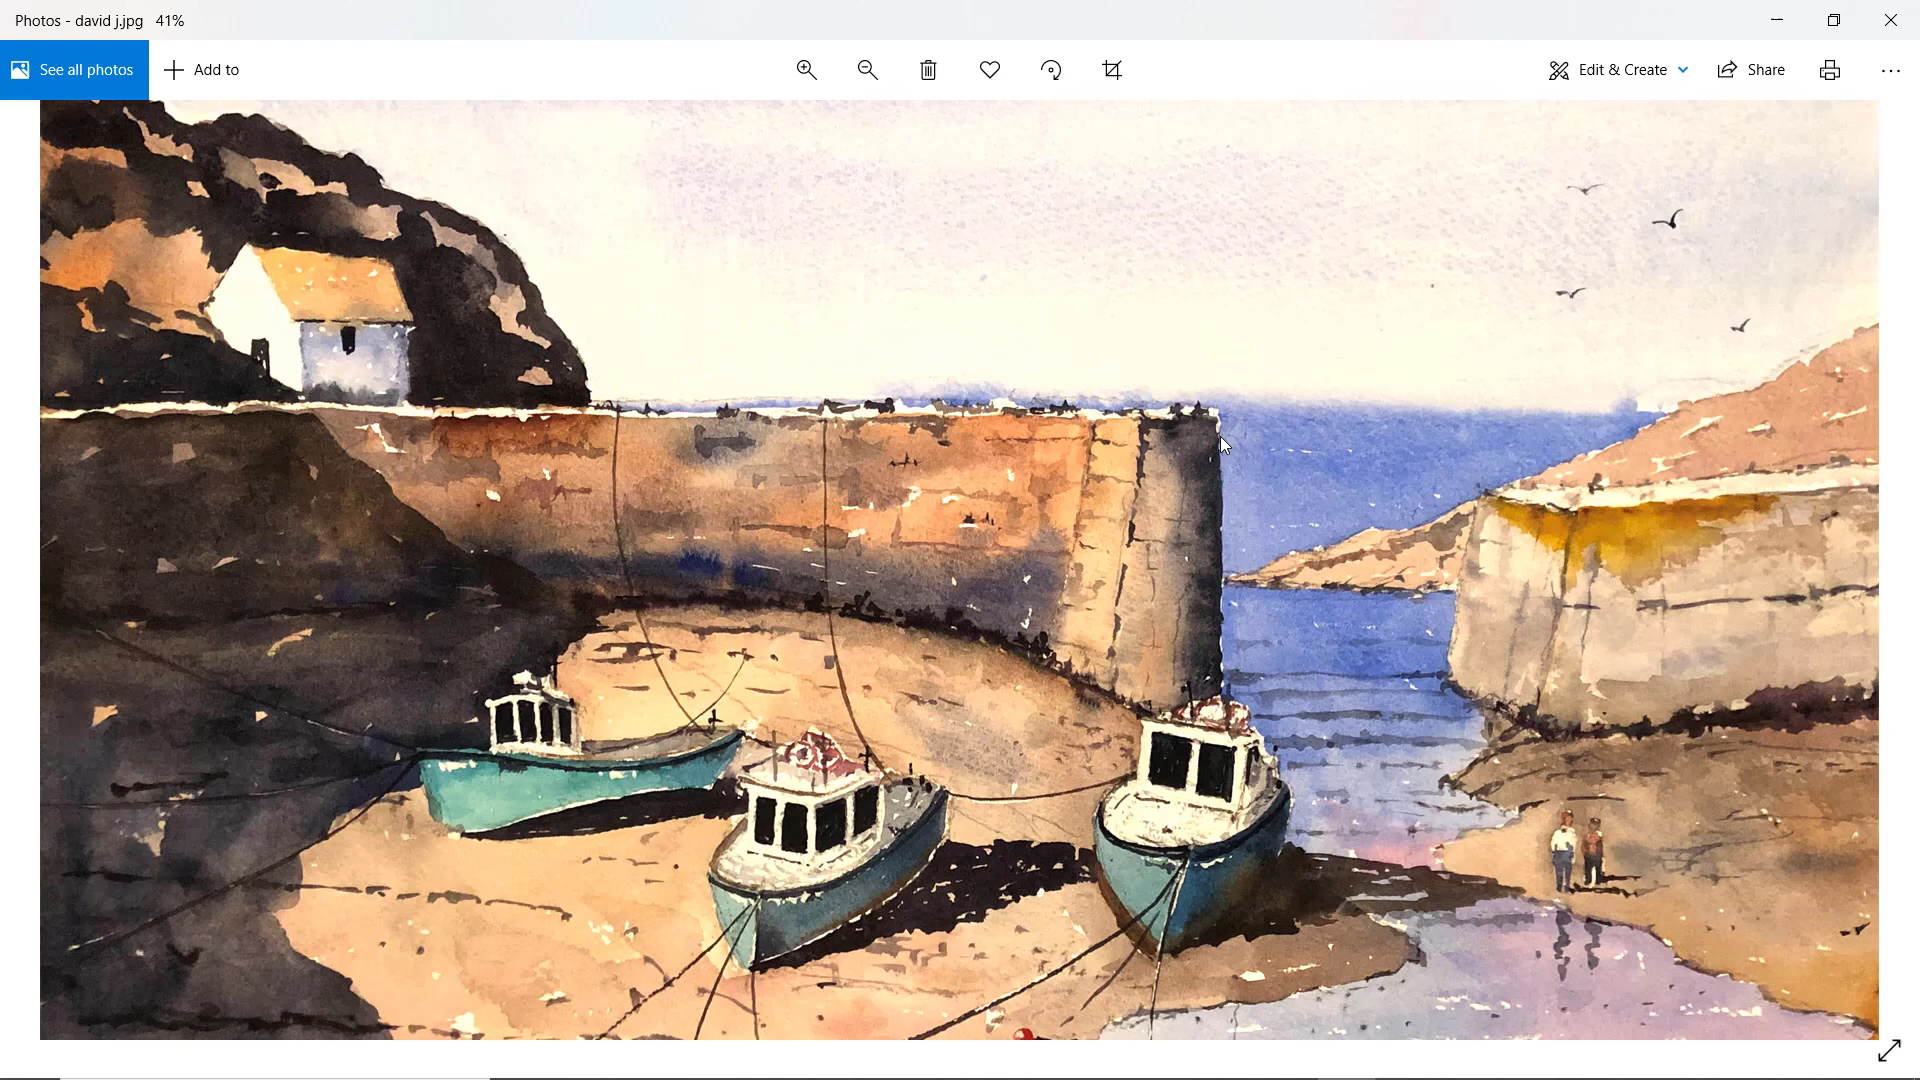 Photos - david j.jpg 41%
See all photos
Add to
Edit & Create
Share